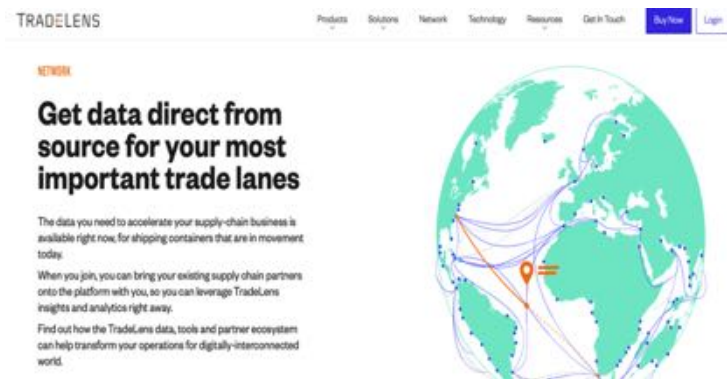 TRADELENS
Products Solutions Network Technology Resources Get In Touch Buy Now Login
NETWORK
Get data direct from
source for your most
important trade lanes
The data you need to accelerate your supply-chain business is
available right now, for shipping containers that are in movement
today.
When you join, you can bring your existing supply chain partners
onto the platform with you, so you can leverage TradeLens
insights and analytics right away.
Find out how the TradeLens data, tools and partner ecosystem
can help transform your operations for digitally-interconnected
world.